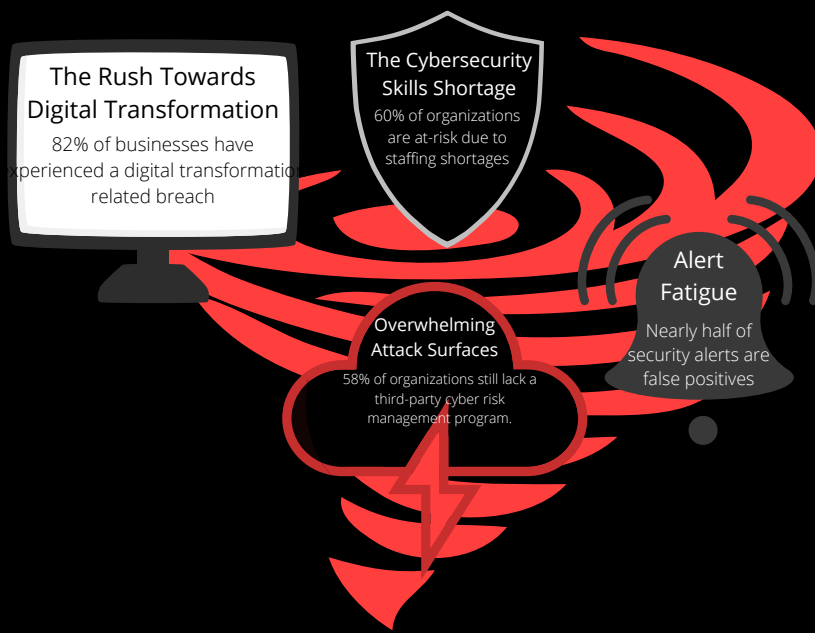 The Rush Towards
Digital Transformation
82% of businesses have
experienced a digital transformation
related breach
The Cybersecurity
Skills Shortage
60% of organizations
are at-risk due to
staffing shortages
Alert
Fatigue
Nearly half of
security alerts are
false positives
Overwhelming
Attack Surfaces
58% of organizations still lack a
third-party cyber risk
management program.